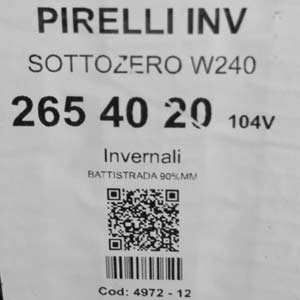 PIRELLI INV
SOTTOZERO W240
265 40 20 104V
Invernali
BATTISTRADA 90%MM
Cod: 4972 - 12